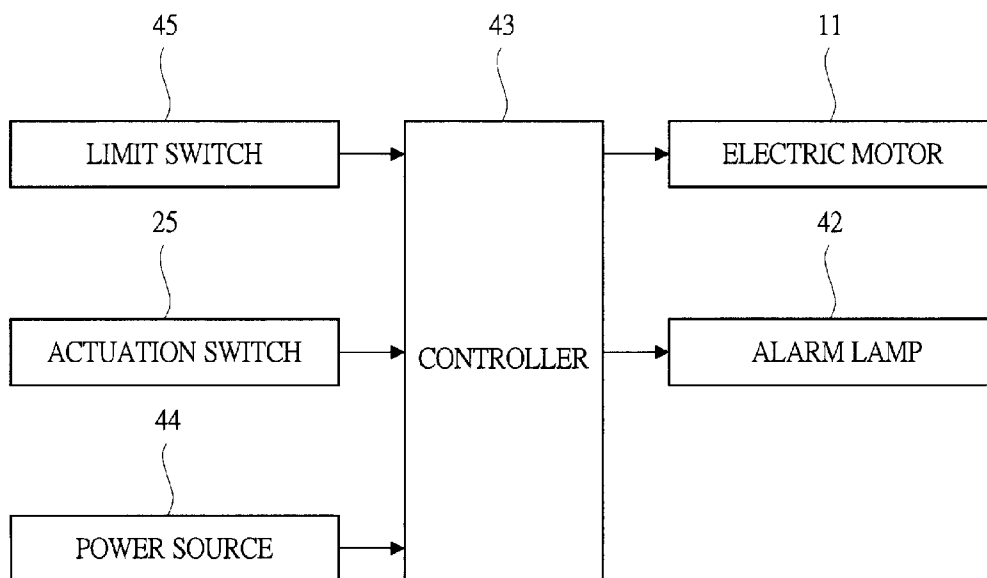 45
43
11
LIMIT SWITCH
ELECTRIC MOTOR
25
42
ACTUATION SWITCH
CONTROLLER
ALARM LAMP
44
POWER SOURCE